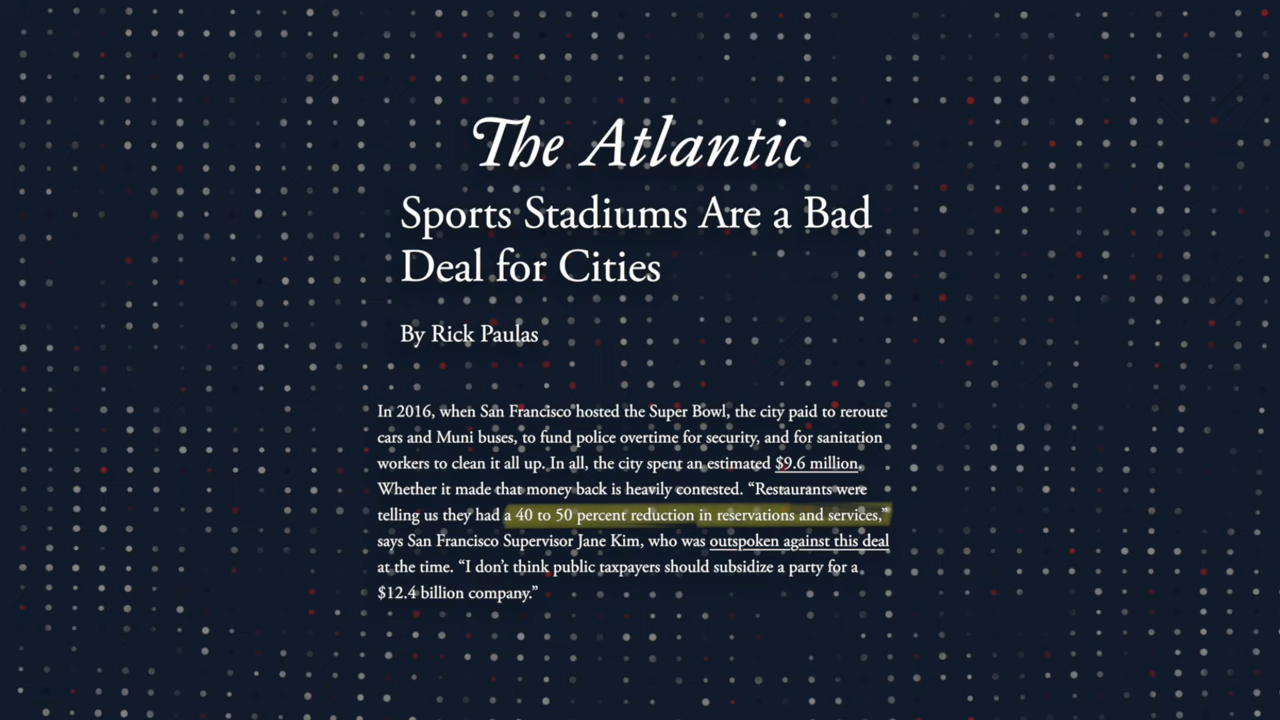 The Atlantic
Sports Stadiums Are a Bad
Deal for Cities
By Rick Paulas
In 2016, when San Francisco hosted the Super Bowl, the city paid to reroute
cars and Muni buses, to fund police overtime for security, and for sanitation
workers to clean it all up. In all, the city spent an estimated $9.6 million.
Whether it made that money back is heavily contested. “Restaurants were
telling us they had a 40 to 50 percent reduction in reservations and services,”
says San Francisco Supervisor Jane Kim, who was outspoken against this deal
at the time. “I don’t think public taxpayers should subsidize a party for a
$12.4 billion company.”